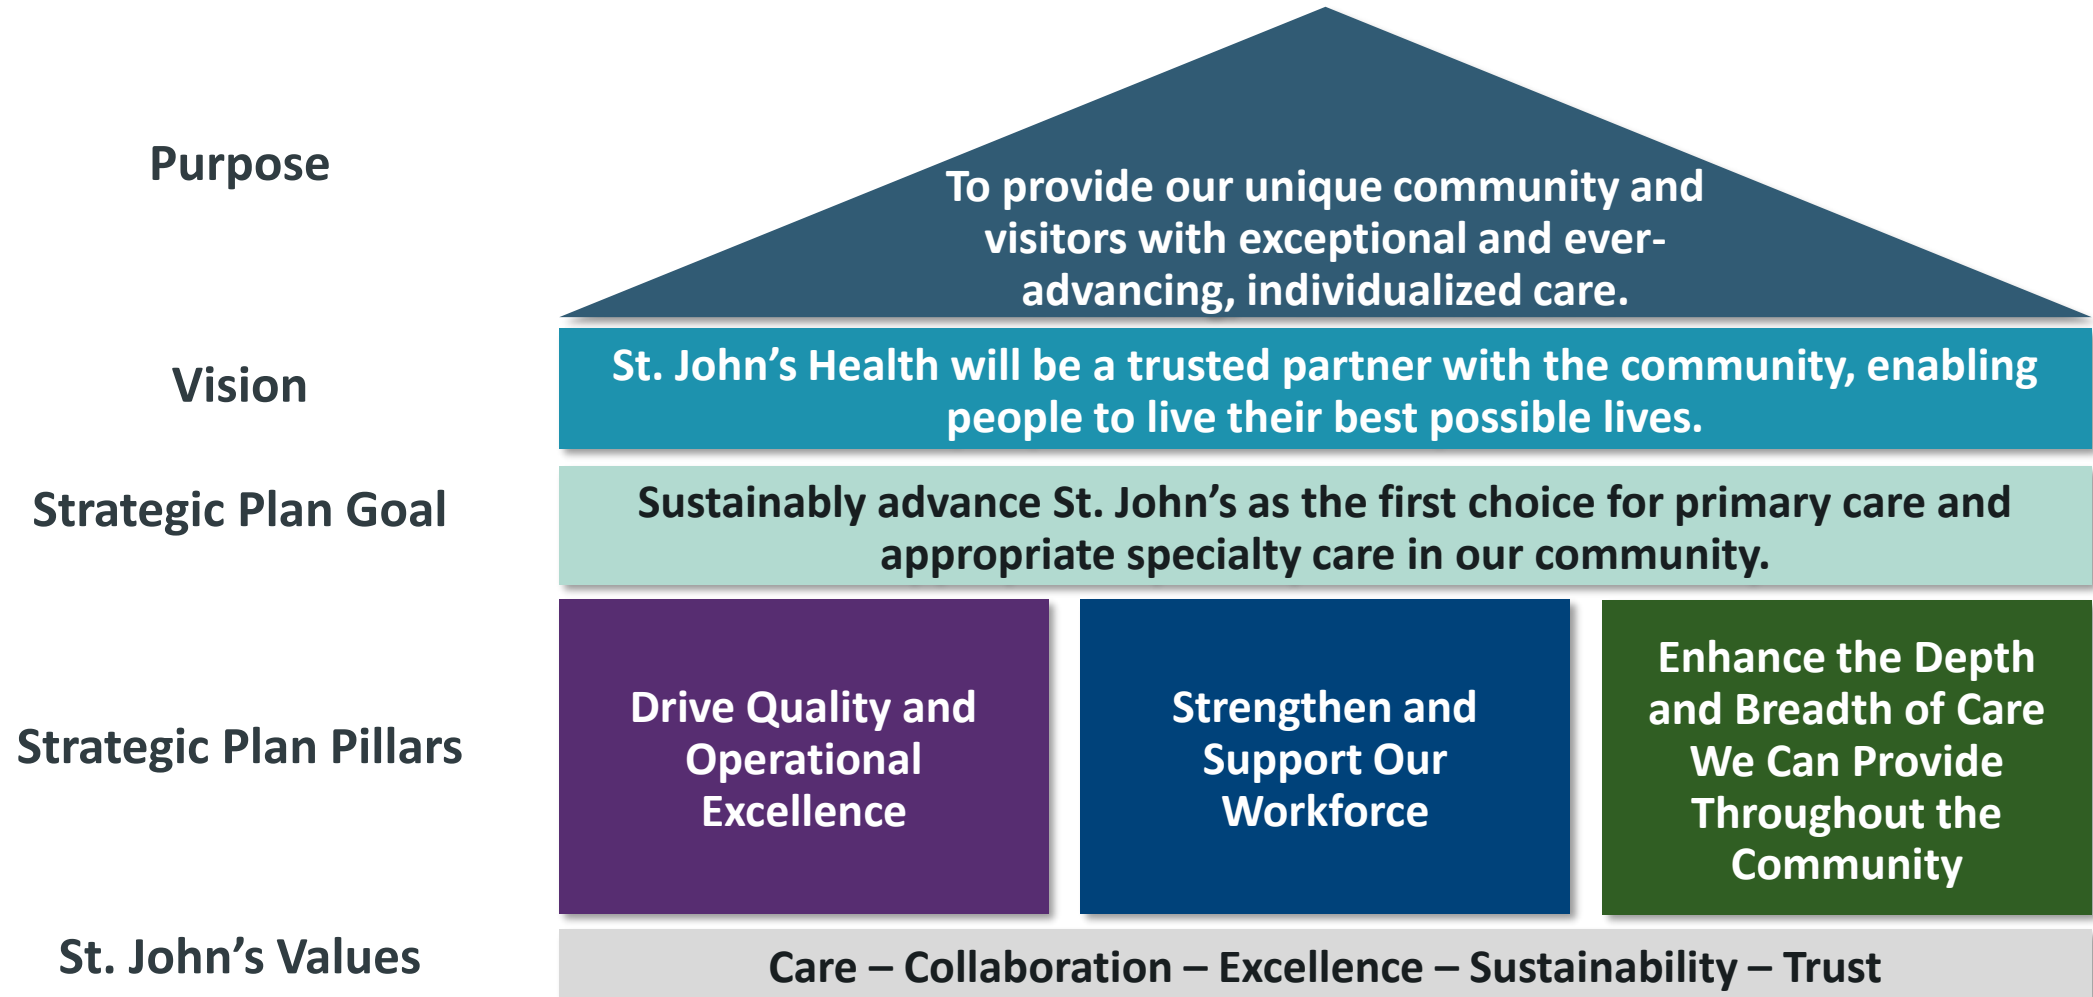 Purpose
To provide our unique community and
visitors with exceptional and ever-
advancing, individualized care.
Vision
St. John’s Health will be a trusted partner with the community, enabling
people to live their best possible lives.
Strategic Plan Goal
Sustainably advance St. John’s as the first choice for primary care and
appropriate specialty care in our community.
Strategic Plan Pillars
Drive Quality and
Operational
Excellence
Strengthen and
Support Our
Workforce
Enhance the Depth
and Breadth of Care
We Can Provide
Throughout the
Community
St. John’s Values
Care – Collaboration – Excellence – Sustainability – Trust